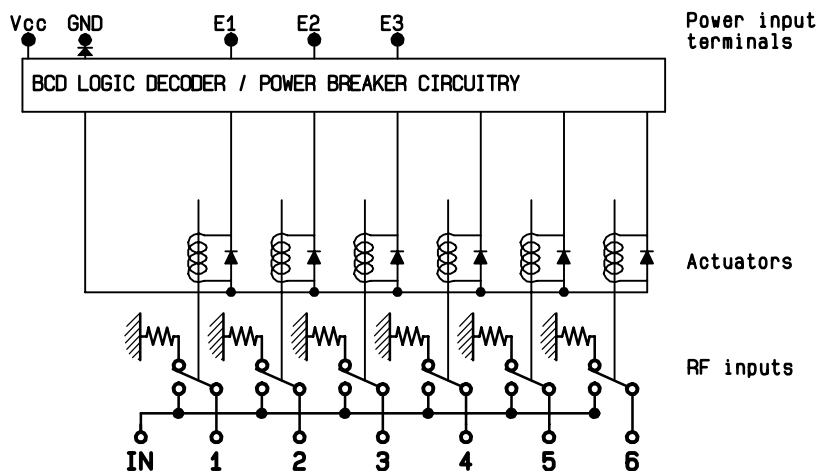 Vcc GND E1 E2 E3
Power input
terminals
BCD LOGIC DECODER / POWER BREAKER CIRCUITRY
Actuators
RF inputs
IN 1 2 3 4 5 6